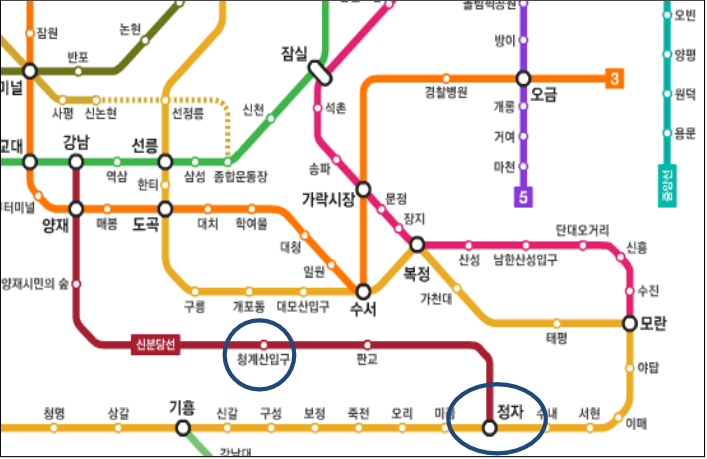 올림픽공원
오빈
잠원
논현
방이
반포
잠실
양평
미널
경찰병원
오금
3
사평
신논현
선정릉
신천
석촌
개롱
원덕
거여
용문
교대
강남
선릉
역삼
삼성
종합운동장
송파
마천
한티
가락시장
문정
5
중앙선
터미널
양재
매봉
도곡
대치
학여울
장지
대청
단대오거리
신흥
일원
복정
산성
남한산성입구
양재시민의 숲
가천대
수진
구룡
개포동
대모산입구
수서
모란
태평
신분당선
청계산입구
판교
야탑
청명
상갈
기흥
신갈
구성
보정
죽전
오리
미금
정자
수내
서현
이매
강남대